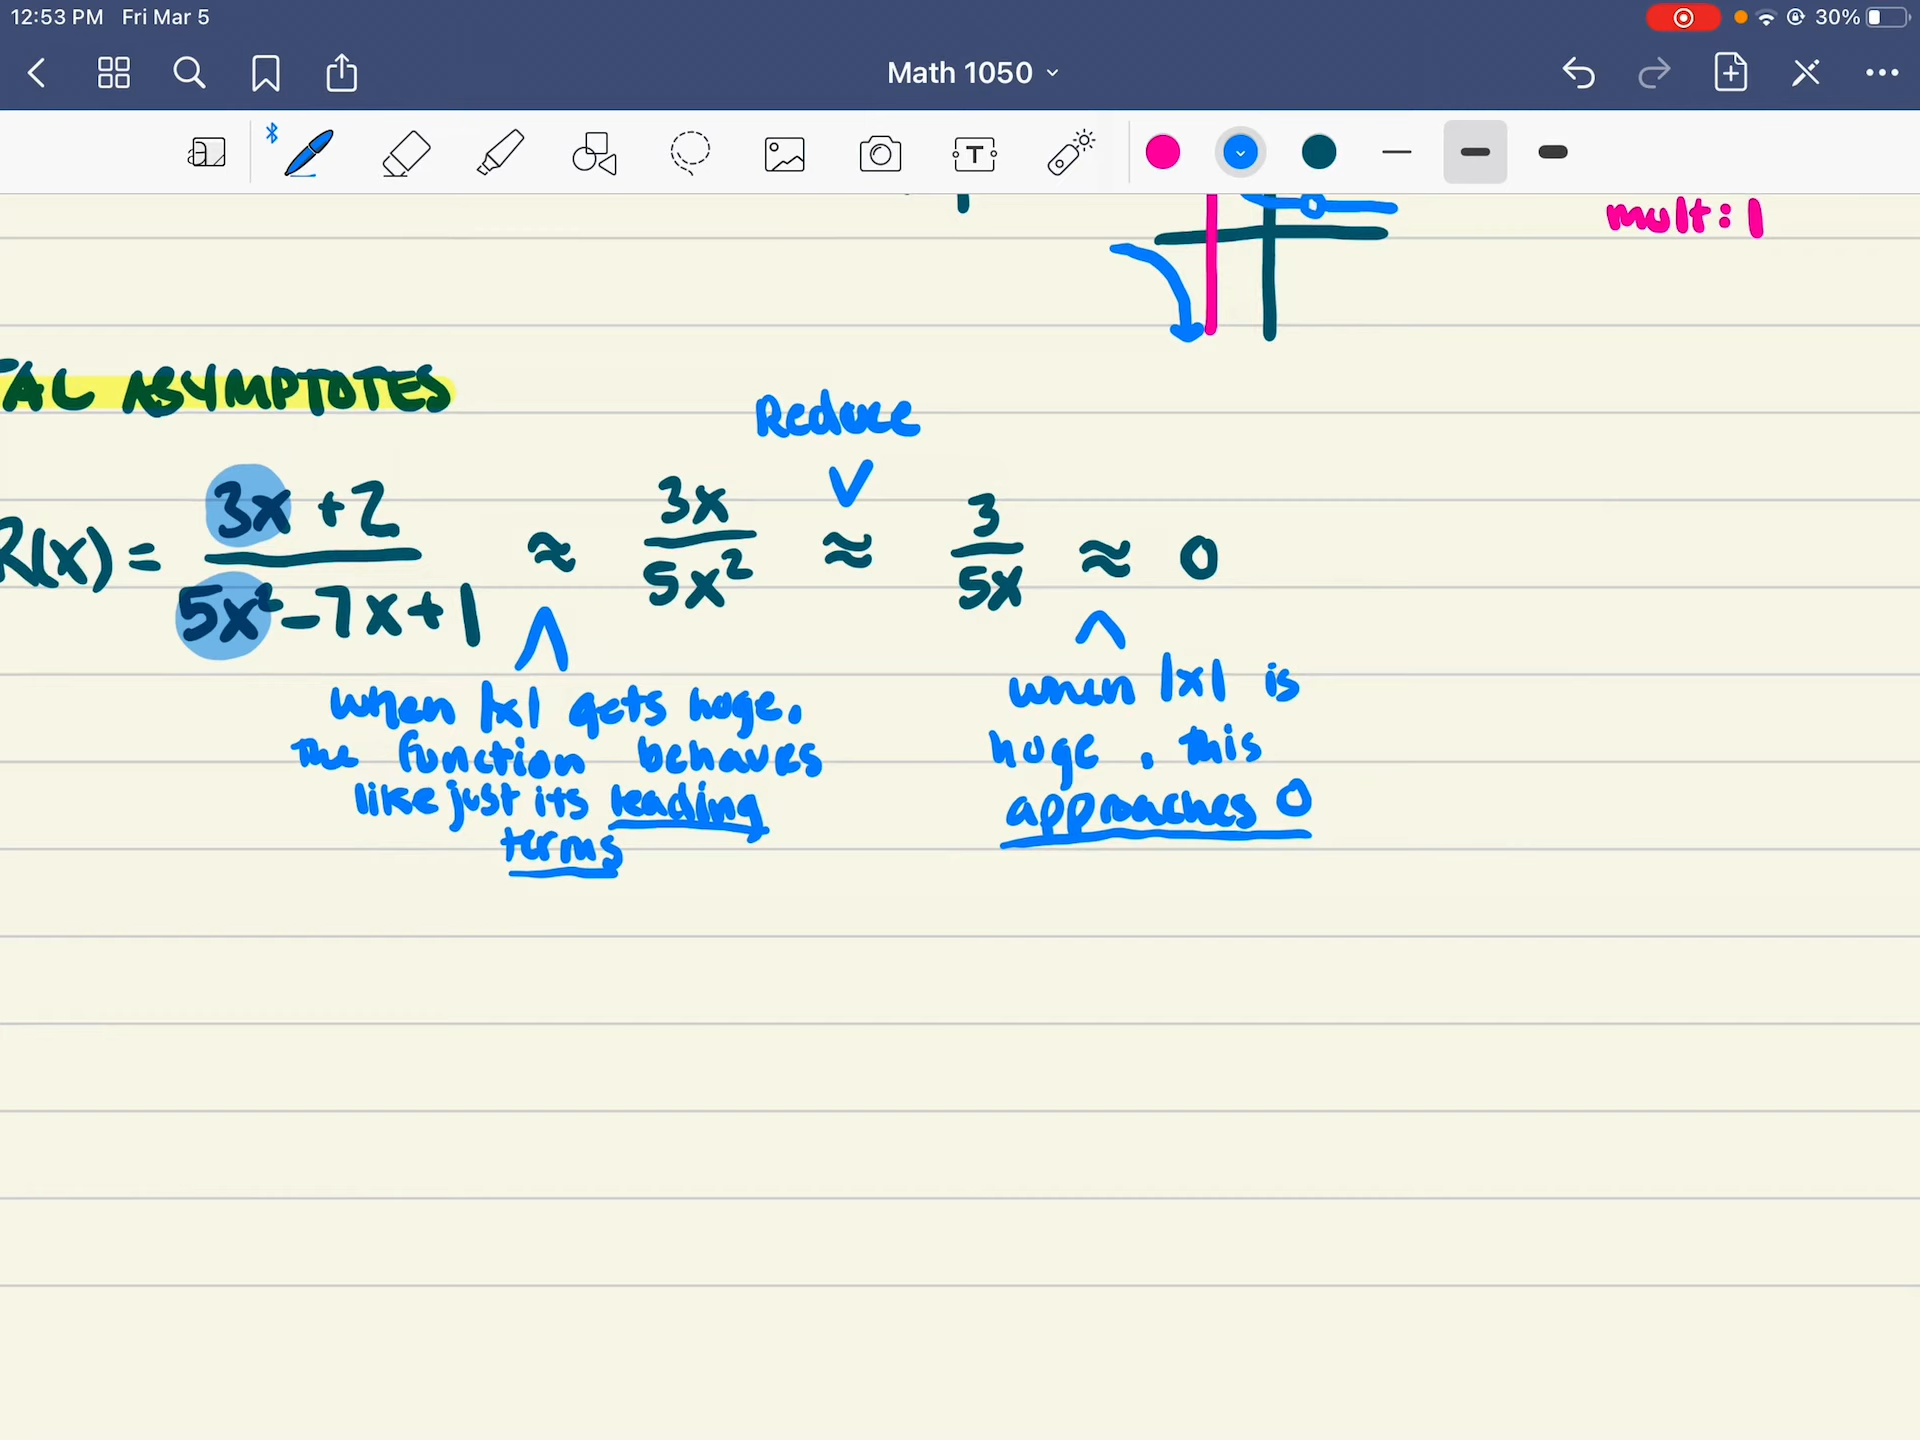 12:53 PM Fri Mar 5
30%
Math 1050
mult: 1
TAL ASYMPTOTES
Reduce
R(x) = 3x + 2 / 5x² - 7x + 1 ≈ 3x / 5x² ≈ 3 / 5x ≈ 0
when |x| gets huge.
The function behaves
like just its leading
terms
when |x| is
huge, this
approaches 0